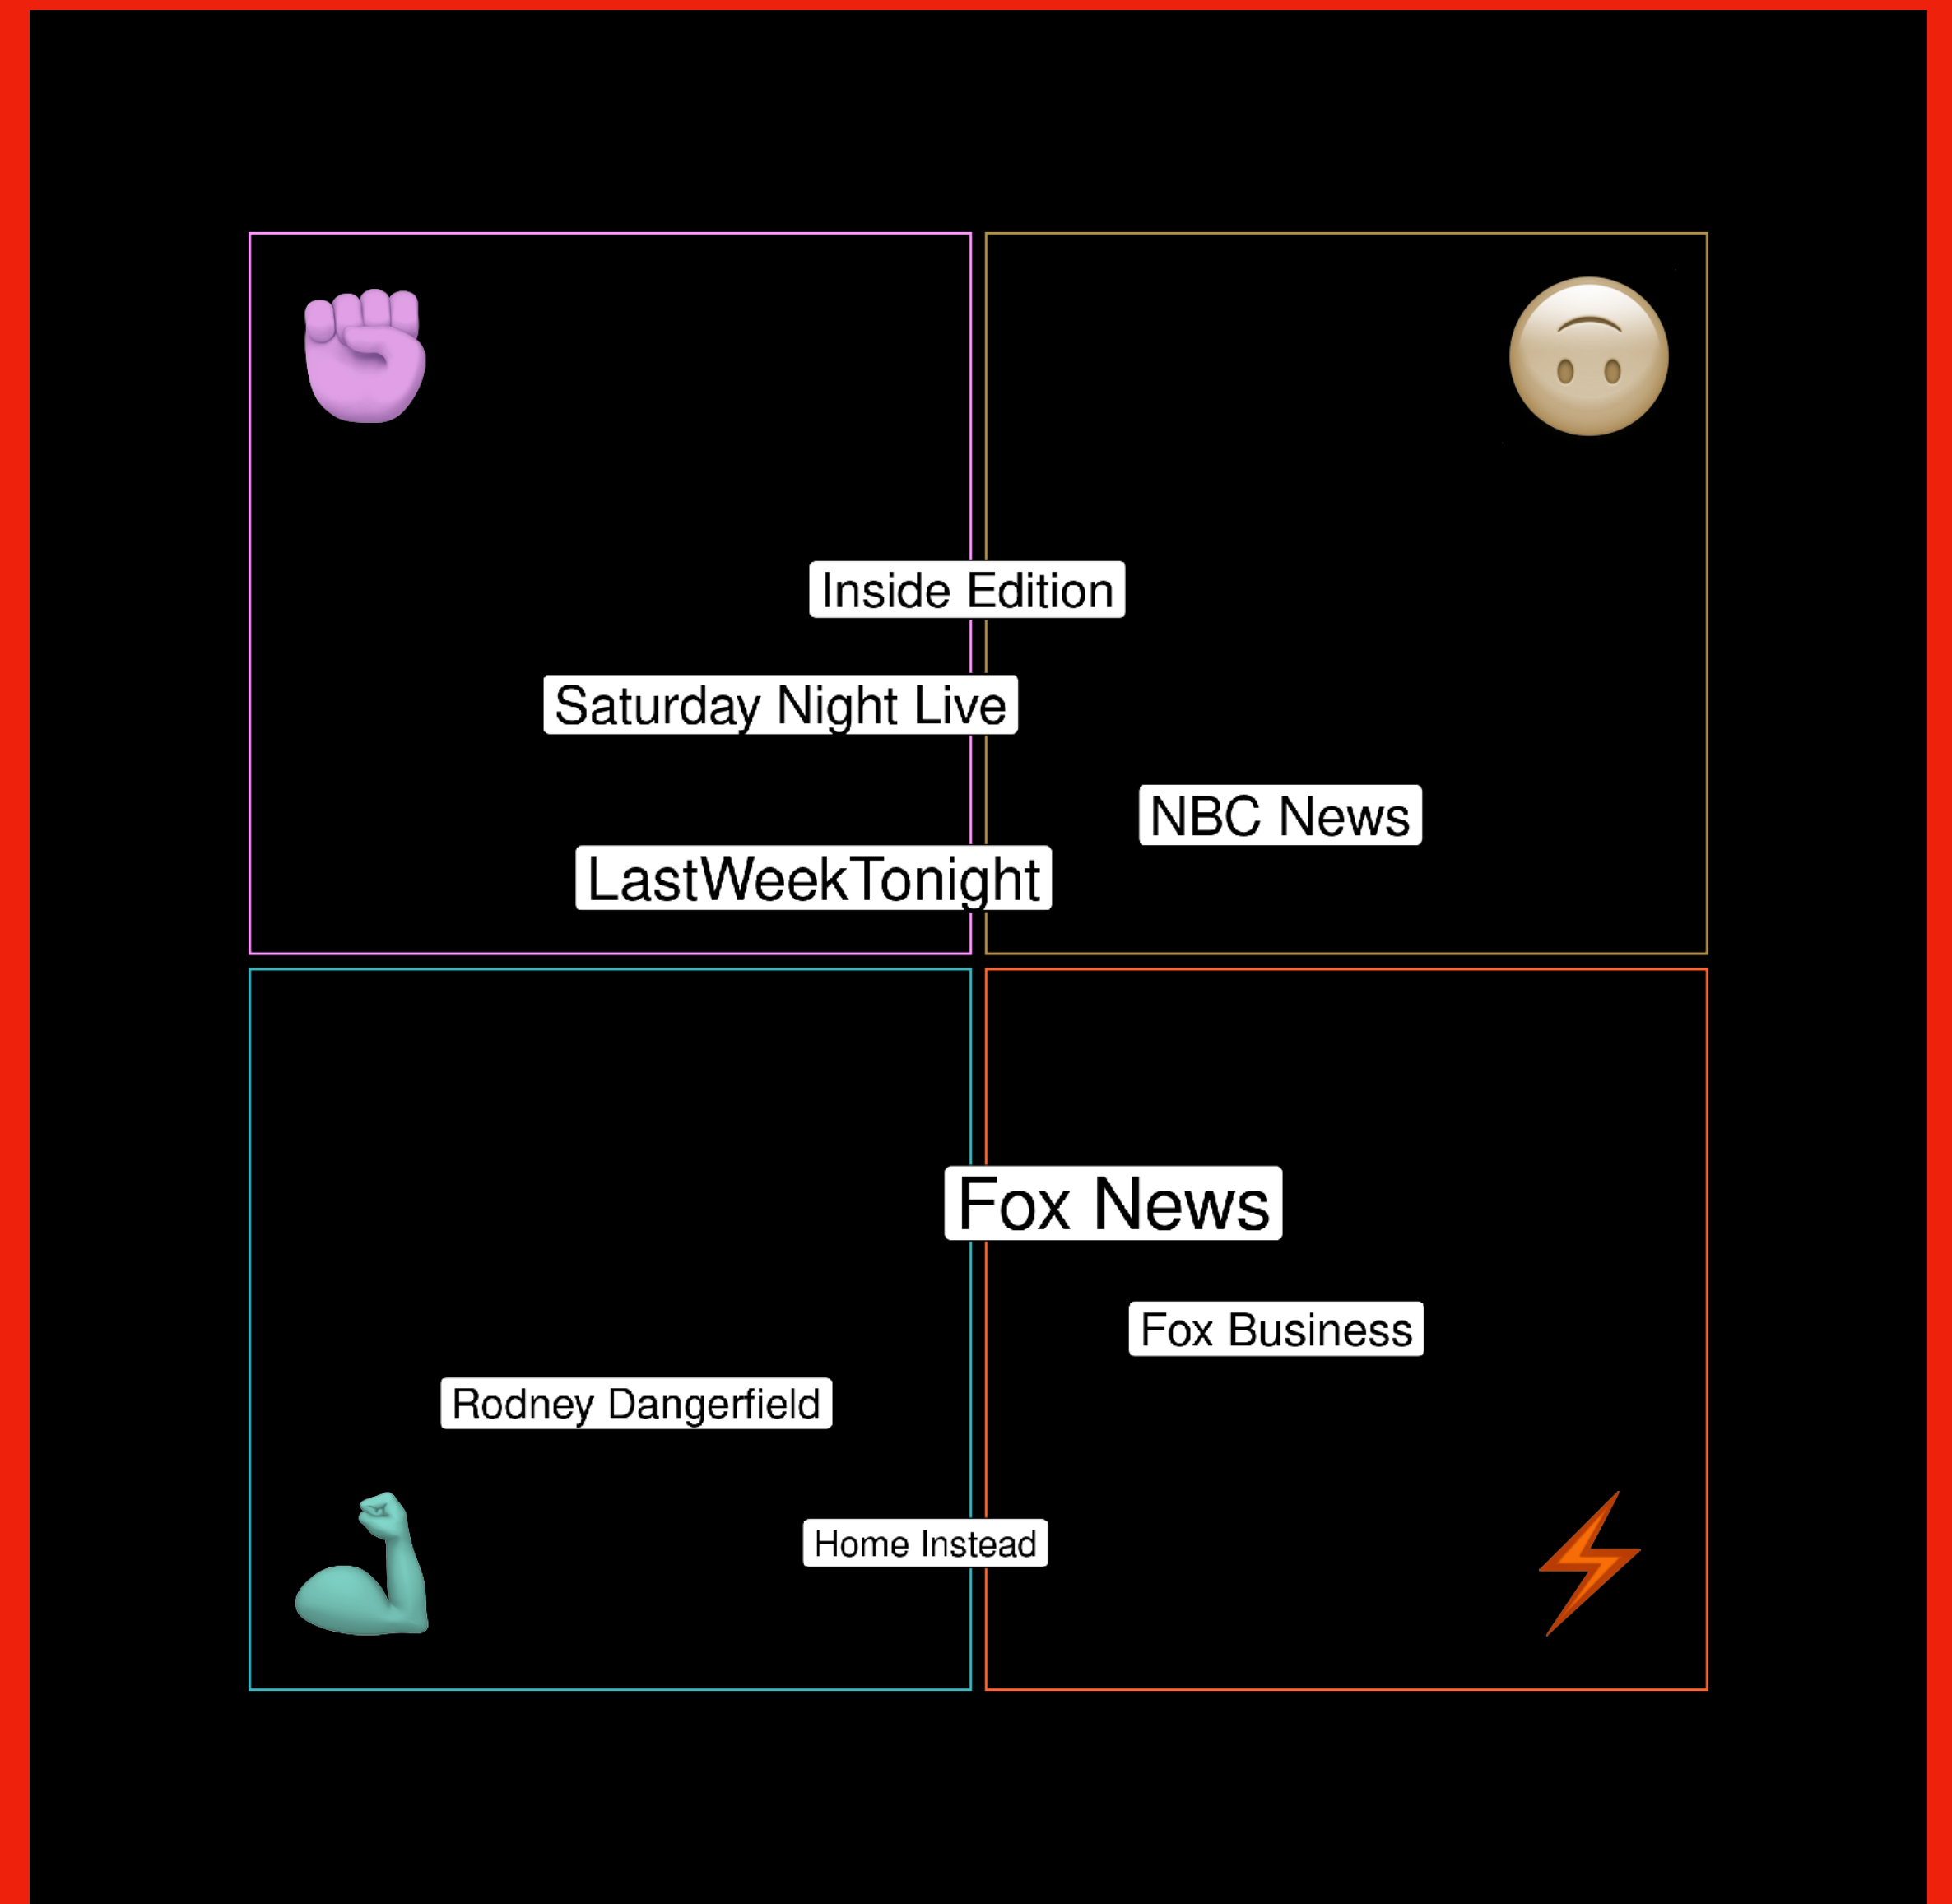 Inside Edition
Saturday Night Live
NBC News
LastWeekTonight
Fox News
Fox Business
Rodney Dangerfield
Home Instead